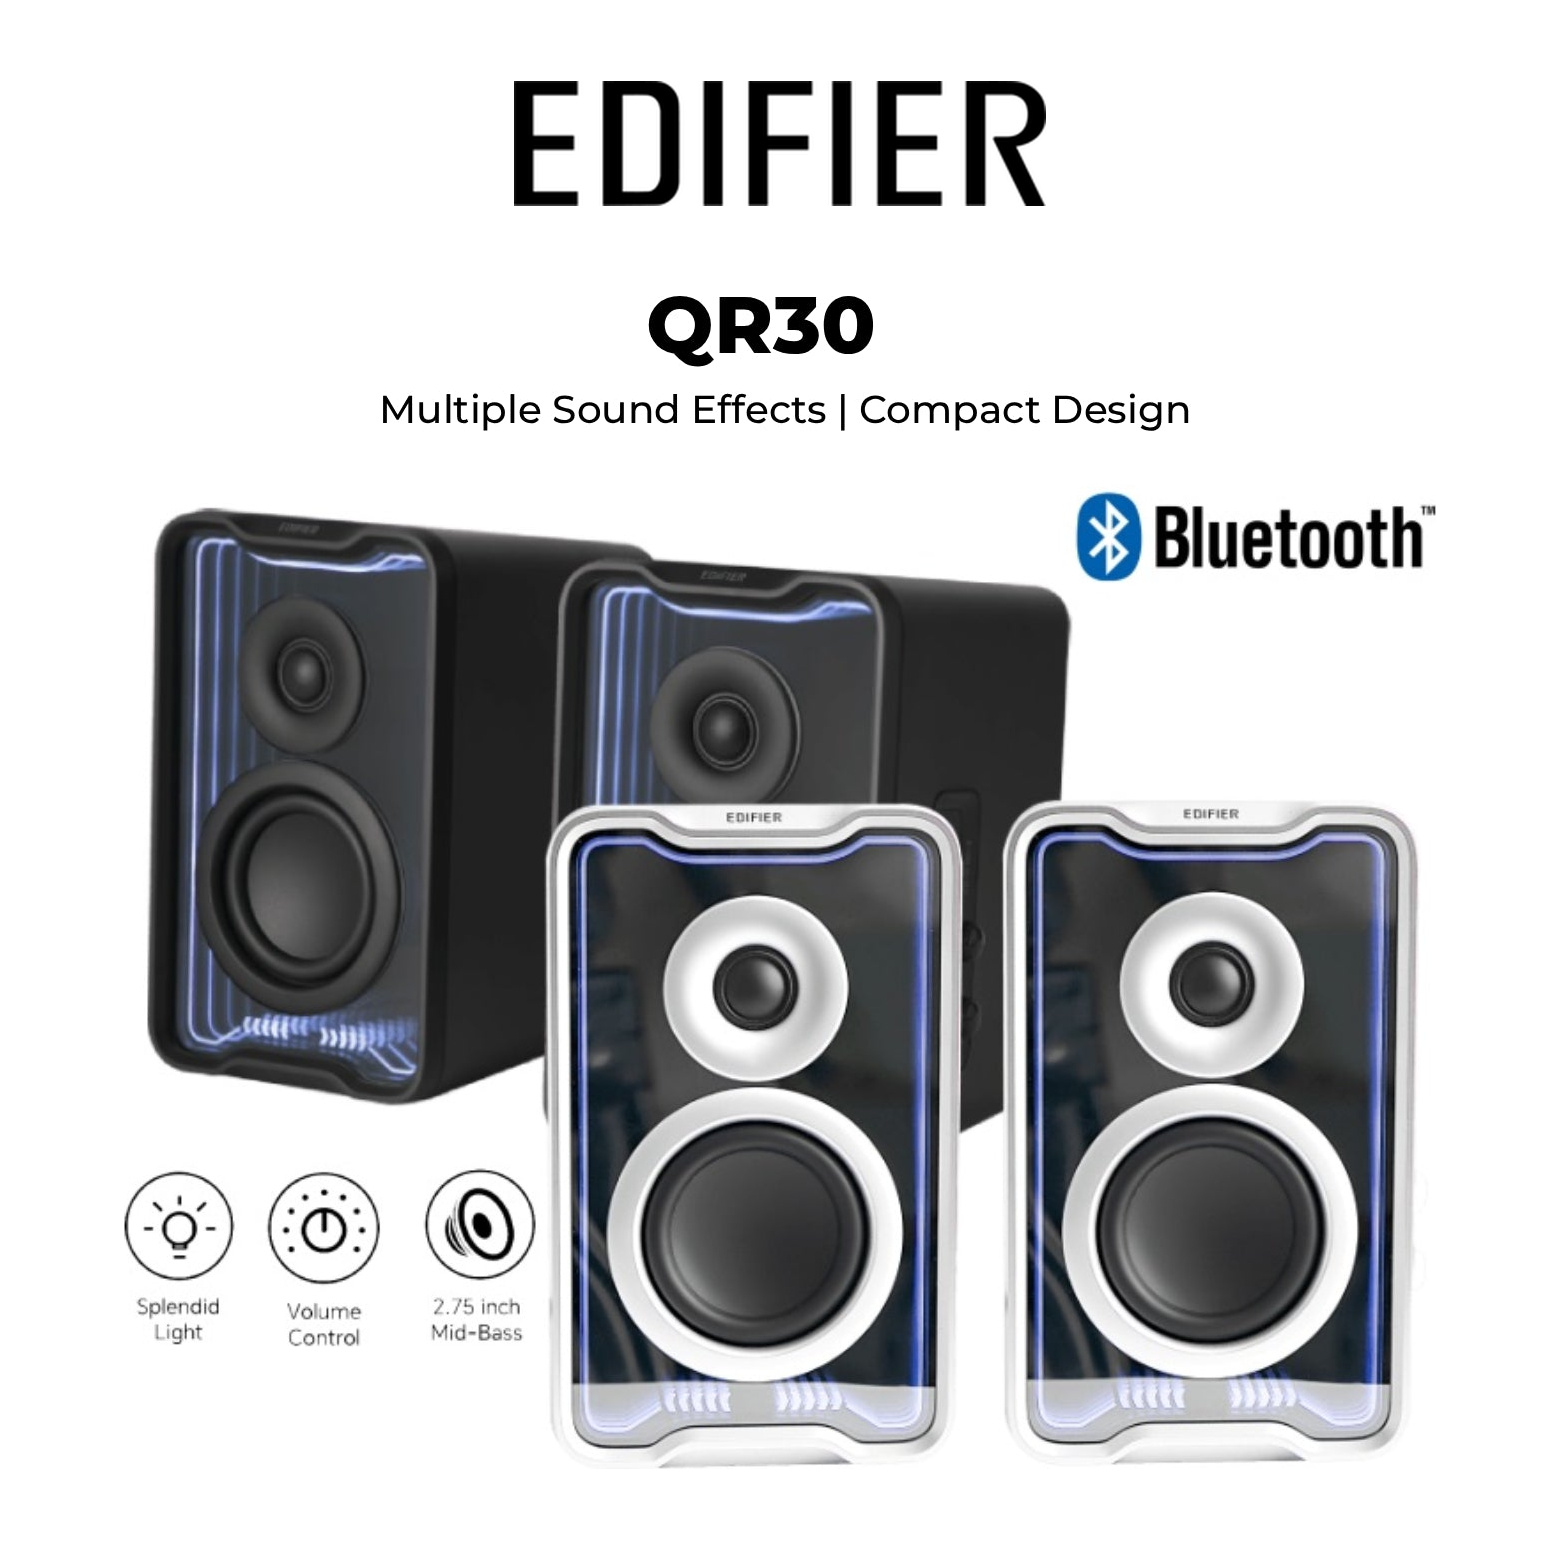 EDIFIER
QR30
Multiple Sound Effects | Compact Design
Bluetooth™
EDIFIER
EDIFIER
EDIFIER
EDIFIER
Splendid
Light
Volume
Control
2.75 inch
Mid-Bass